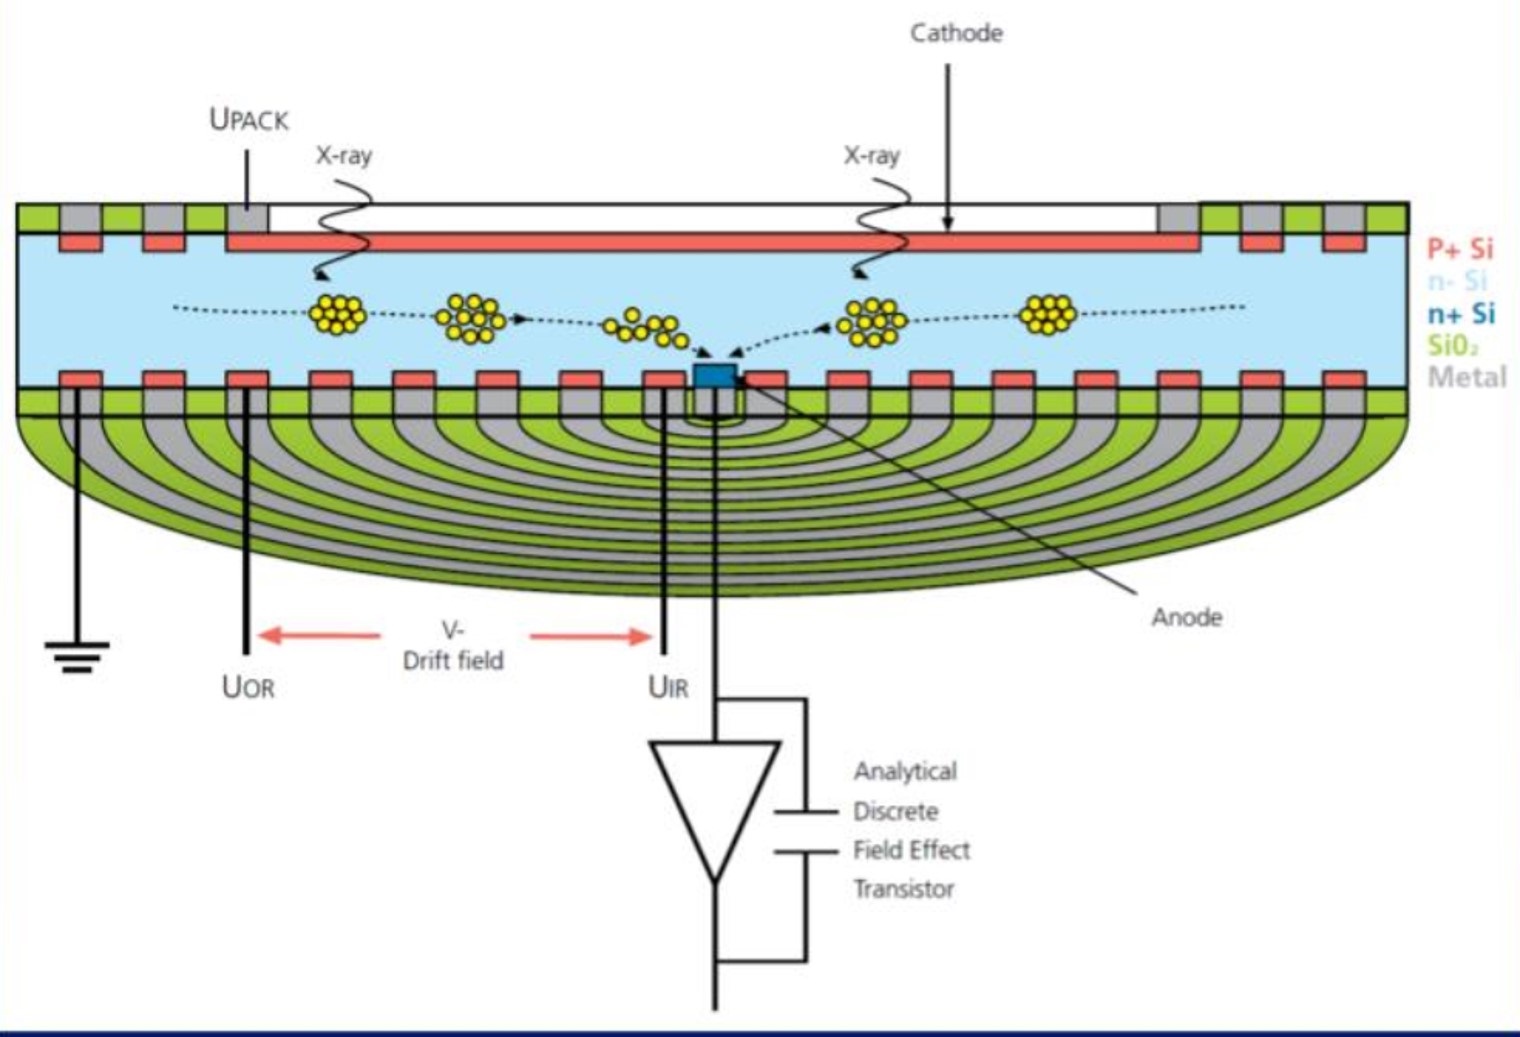 Cathode
UPACK
X-ray
X-ray
P+ Si
n- Si
n+ Si
SiO₂
Metal
V-
Drift field
Anode
UOR
UIR
Analytical
Discrete
Field Effect
Transistor